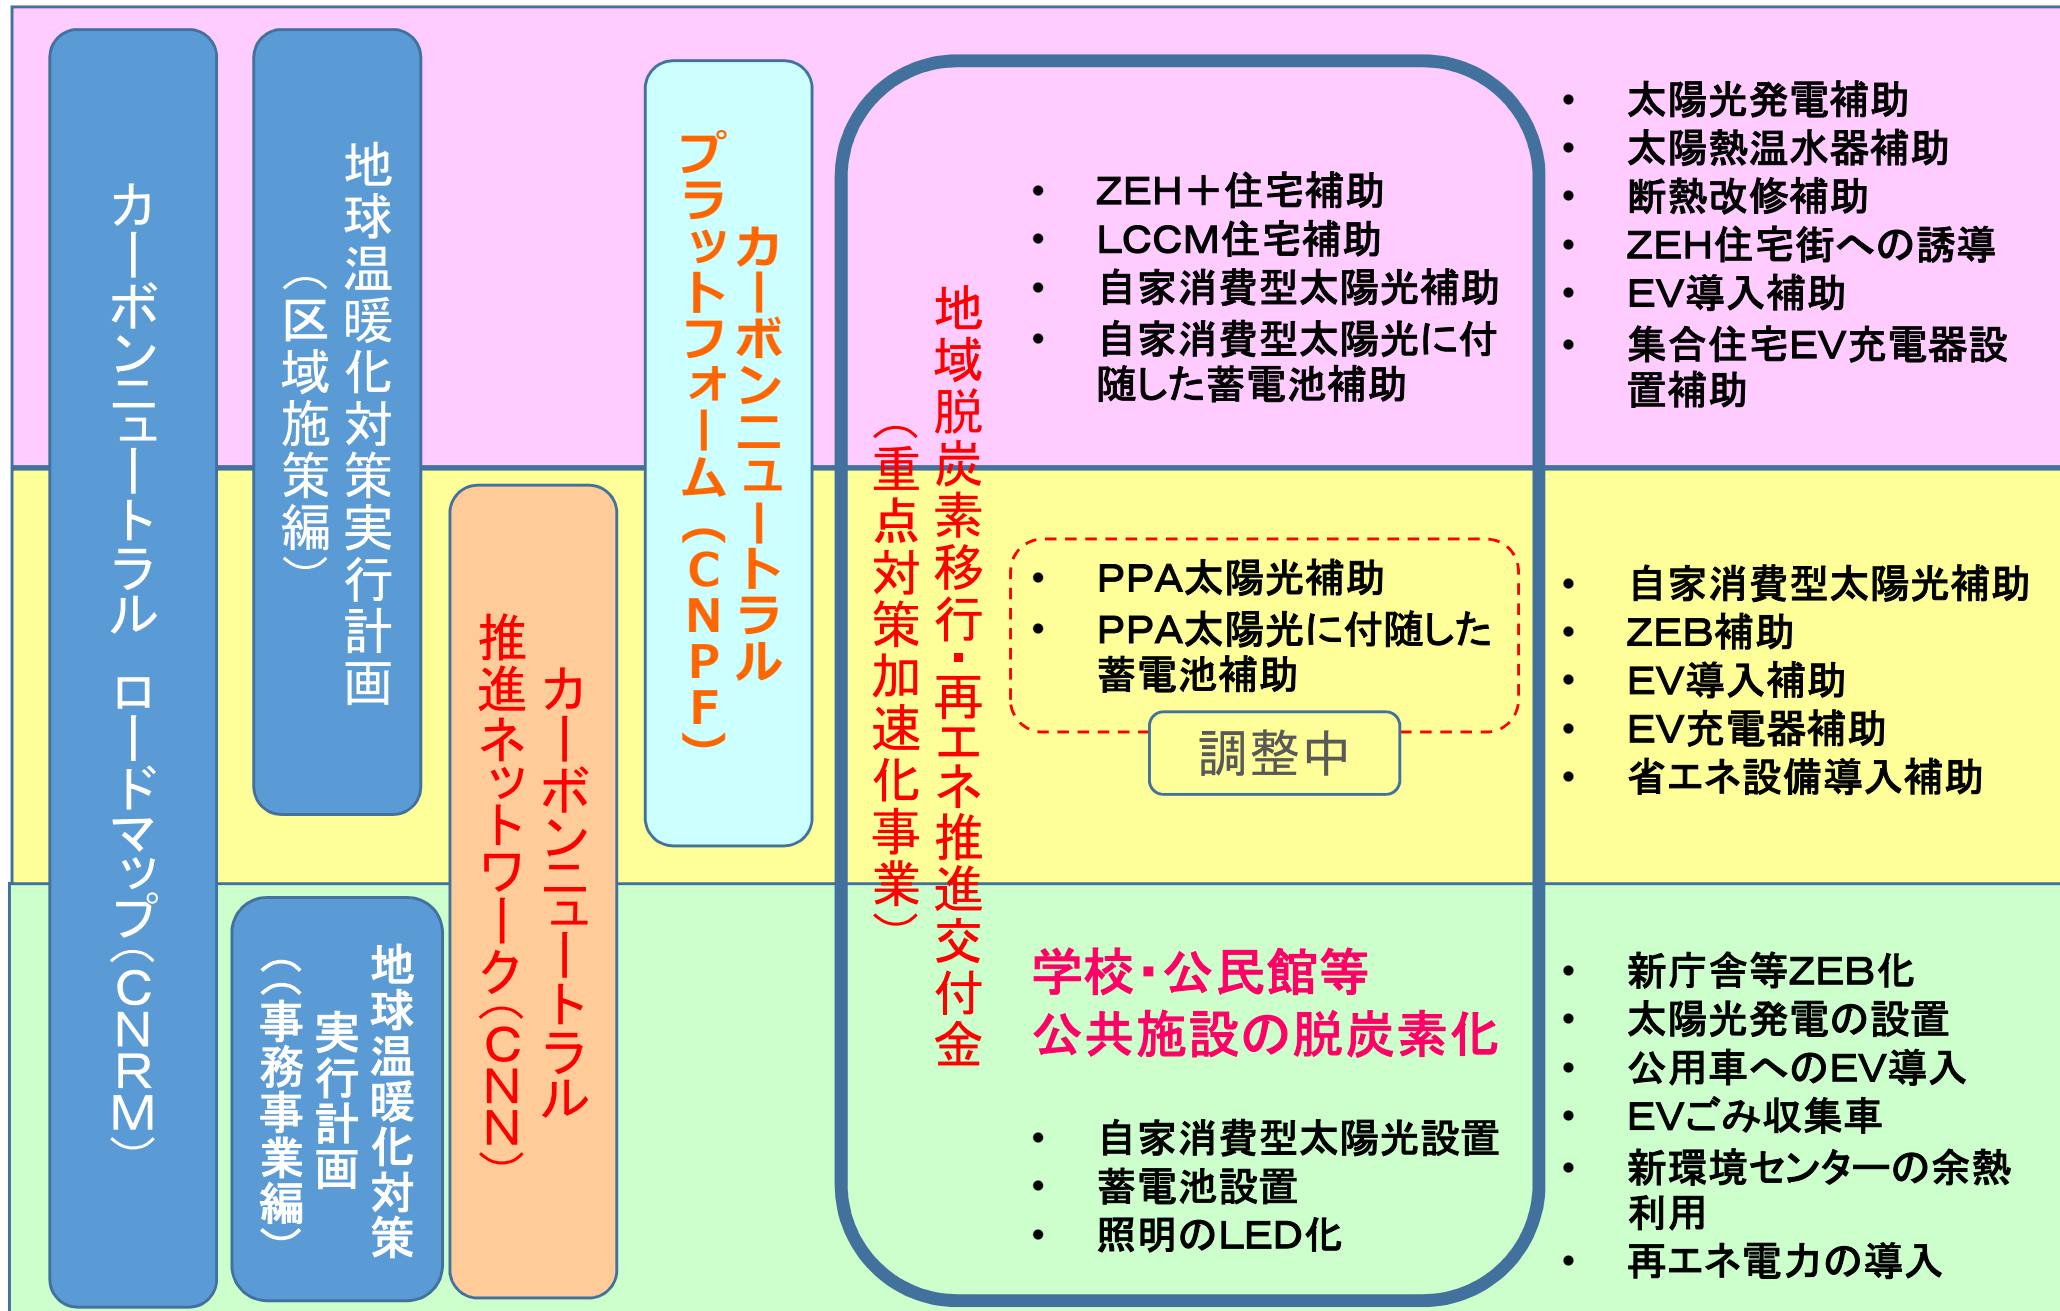 カーボンニュートラル ロードマップ（ＣＮＲＭ）
地球温暖化対策実行計画
（区域施策編）
地球温暖化対策
実行計画
（（事務事業編）
カーボンニュートラル
推進ネットワーク（ＣＮＮ）
カーボンニュートラル
プラットフォーム（ＣＮＰＦ）
地域脱炭素移行・再エネ推進交付金
（重点対策加速化事業）
• ZEH＋住宅補助
• LCCM住宅補助
• 自家消費型太陽光補助
• 自家消費型太陽光に付
随した蓄電池補助
• PPA太陽光補助
• PPA太陽光に付随した
蓄電池補助
調整中
学校・公民館等
公共施設の脱炭素化
• 自家消費型太陽光設置
• 蓄電池設置
• 照明のLED化
• 太陽光発電補助
• 太陽熱温水器補助
• 断熱改修補助
• ZEH住宅街への誘導
• EV導入補助
• 集合住宅EV充電器設
置補助
• 自家消費型太陽光補助
• ZEB補助
• EV導入補助
• EV充電器補助
• 省エネ設備導入補助
• 新庁舎等ZEB化
• 太陽光発電の設置
• 公用車へのEV導入
• EVごみ収集車
• 新環境センターの余熱
利用
• 再エネ電力の導入